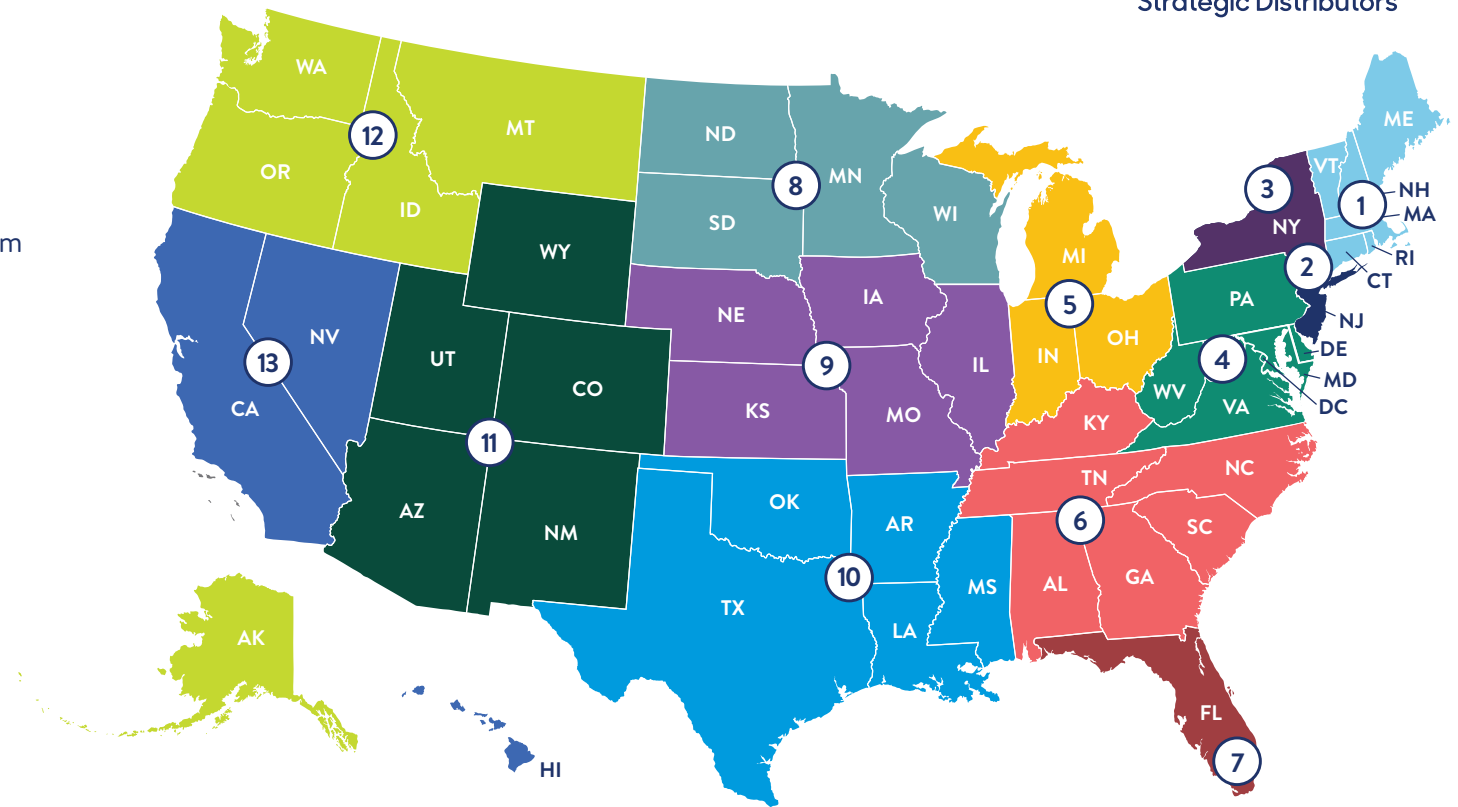 Strategic Distributors
m
WA
MT
ND
MN
ME
VT
12
3
OR
8
1
NH
ID
SD
WI
MA
NY
WY
MI
RI
2
CT
NE
IA
PA
5
NJ
NV
UT
CO
IL
IN
OH
DE
13
9
4
MD
CA
KS
MO
WV
VA
DC
KY
11
NC
TN
AZ
NM
OK
AR
6
SC
10
MS
AL
GA
TX
LA
AK
FL
HI
7